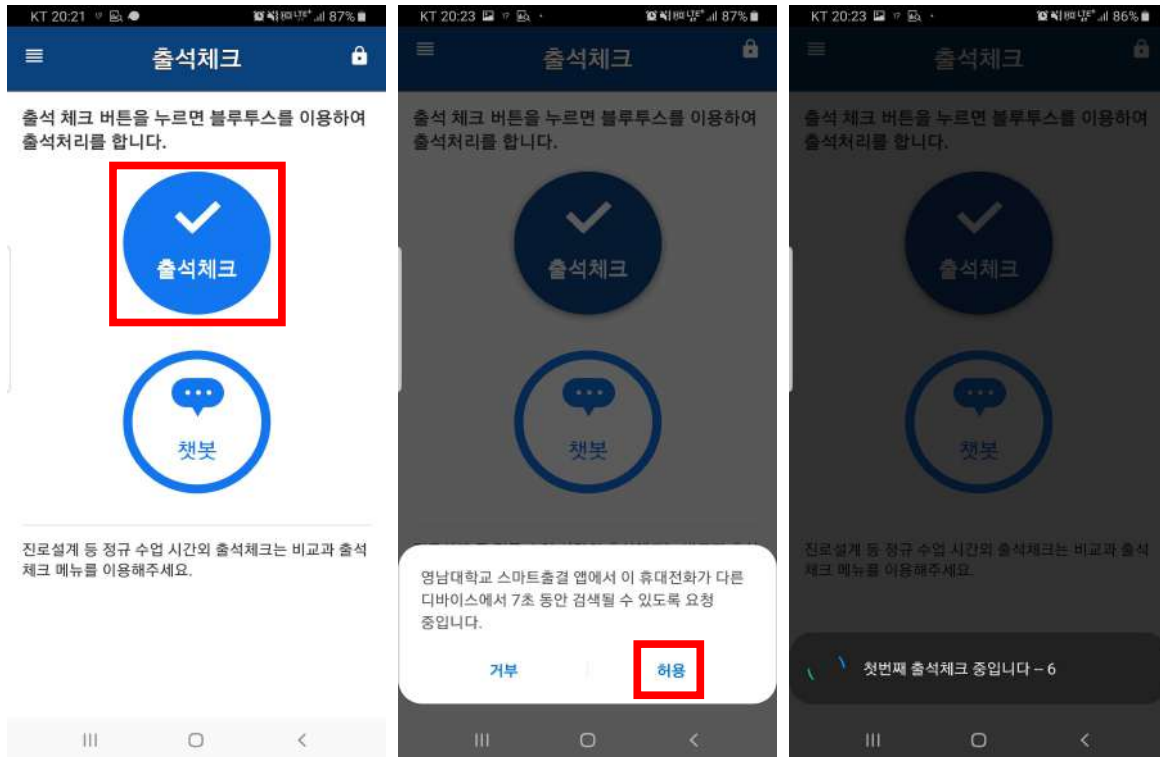 KT 20:21
87%
출석체크
출석 체크 버튼을 누르면 블루투스를 이용하여
출석처리를 합니다.
출석체크
챗봇
진로설계 등 정규 수업 시간외 출석체크는 비교과 출석
체크 메뉴를 이용해주세요.
KT 20:23
87%
출석체크
출석 체크 버튼을 누르면 블루투스를 이용하여
출석처리를 합니다.
출석체크
챗봇
영남대학교 스마트출결 앱에서 이 휴대전화가 다른
디바이스에서 7초 동안 검색될 수 있도록 요청
중입니다.
거부
허용
KT 20:23
86%
출석체크
출석 체크 버튼을 누르면 블루투스를 이용하여
출석처리를 합니다.
출석체크
챗봇
진로설계 등 정규 수업 시간외 출석체크는 비교과 출석
체크 메뉴를 이용해주세요.
첫번째 출석체크 중입니다 – 6